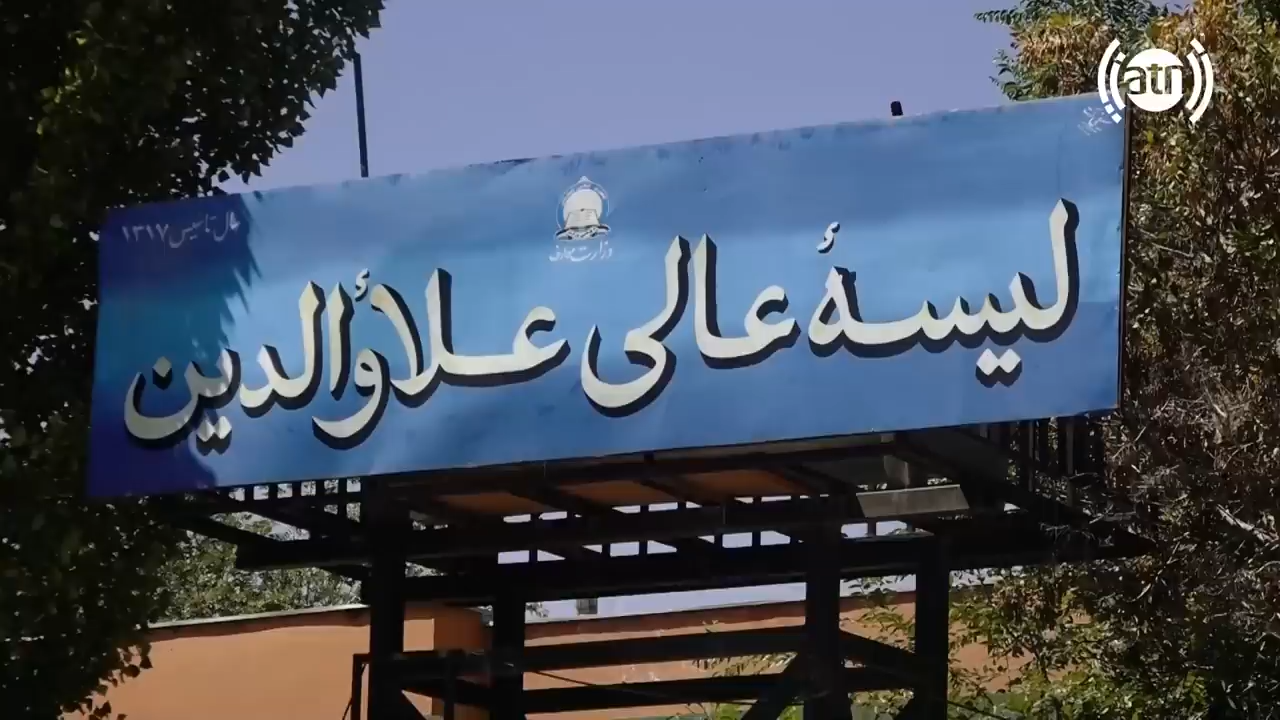 سال تاسیس ۱۳۱۷
وزارت معارف
لیسهٔ عالی علاؤالدین
atn